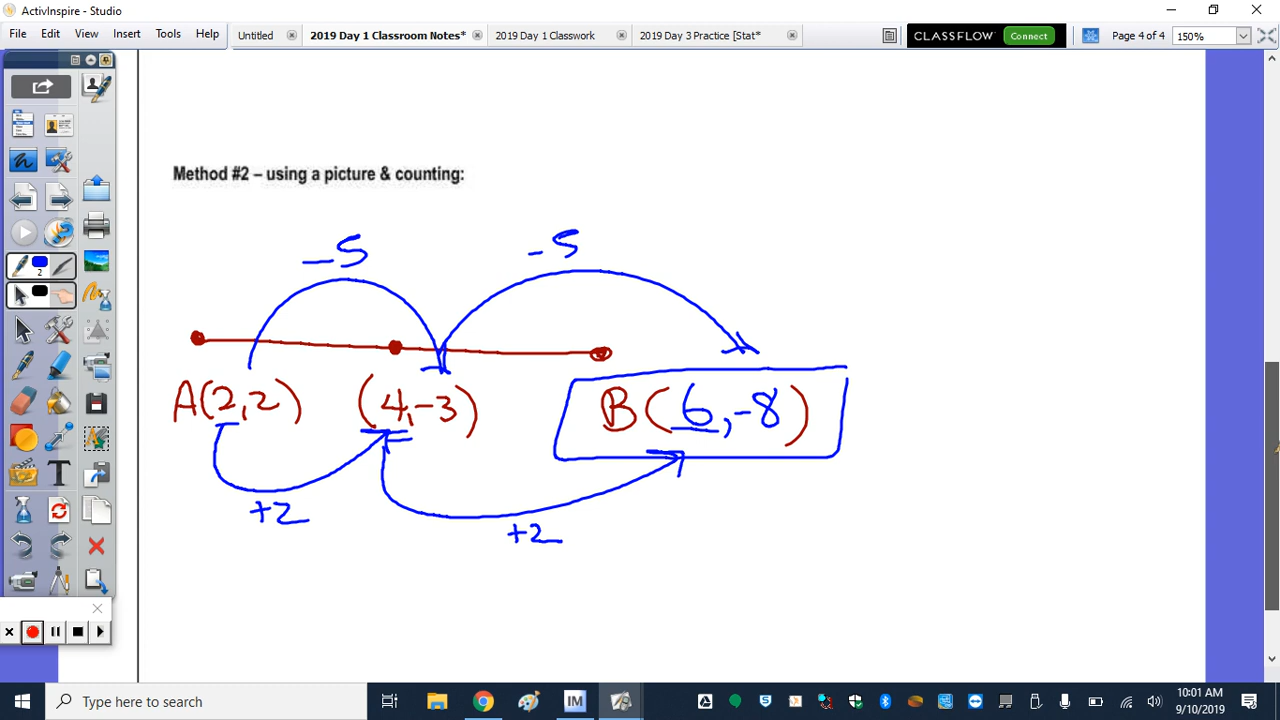 ActivInspire - Studio
File Edit View Insert Tools Help
Untitled 2019 Day 1 Classroom Notes* 2019 Day 1 Classwork 2019 Day 3 Practice [Stat* CLASSFLOW Connect Page 4 of 4 150%
2
Method #2 – using a picture & counting:
-5 -5
A(2,2) (4,-3) B(6,-8)
+2
+2
IM
Type here to search
10:01 AM
9/10/2019